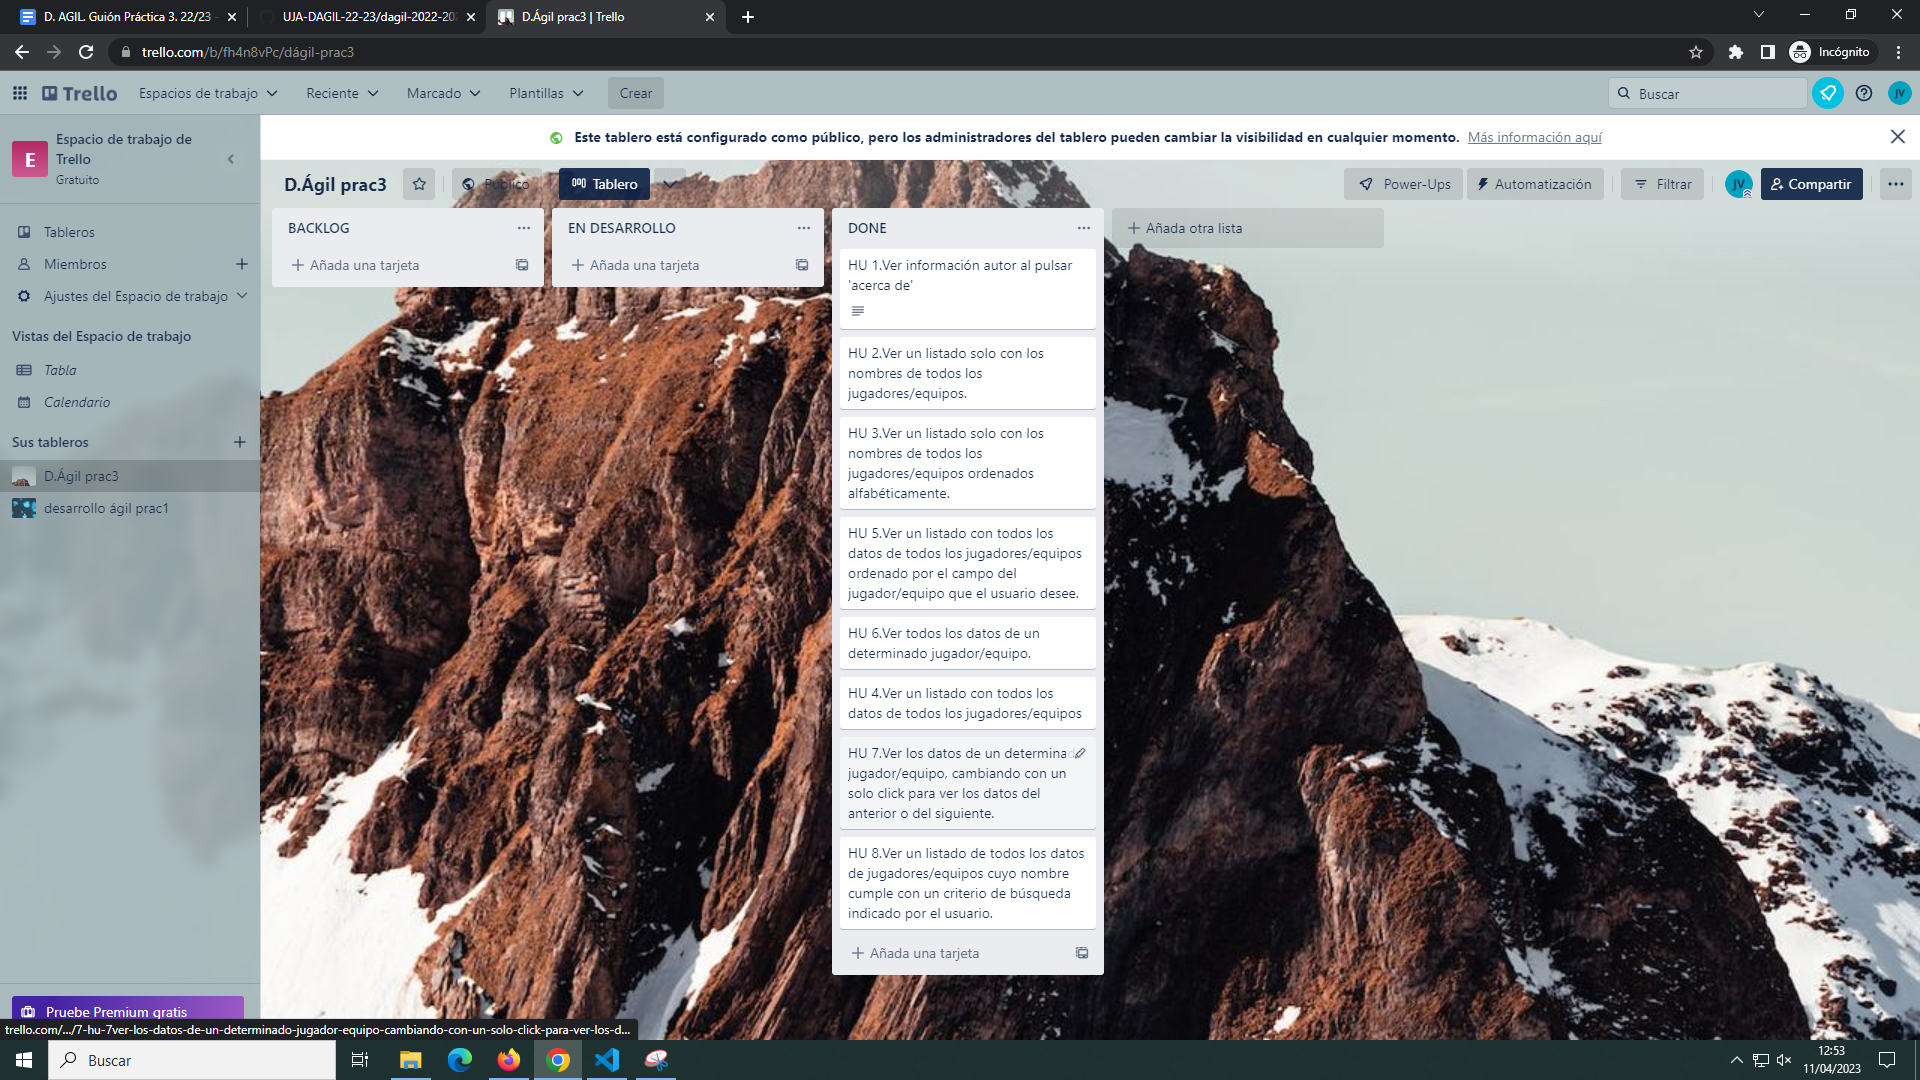 D. AGIL. Guión Práctica 3. 22/23 -
UJA-DAGIL-22-23/dagil-2022-202
D.Ágil prac3 | Trello
trello.com/b/fh4n8vPc/dágil-prac3
Incógnito
Trello
Espacios de trabajo
Reciente
Marcado
Plantillas
Crear
Buscar
JV
E
Espacio de trabajo de
Trello
Gratuito
Este tablero está configurado como público, pero los administradores del tablero pueden cambiar la visibilidad en cualquier momento. Más información aquí
D.Ágil prac3
Público
Tablero
Power-Ups
Automatización
Filtrar
JV
Compartir
Tableros
Miembros
Ajustes del Espacio de trabajo
Vistas del Espacio de trabajo
Tabla
Calendario
Sus tableros
D.Ágil prac3
desarrollo ágil prac1
Pruebe Premium gratis
BACKLOG
Añada una tarjeta
EN DESARROLLO
Añada una tarjeta
DONE
HU 1.Ver información autor al pulsar
'acerca de'
HU 2.Ver un listado solo con los
nombres de todos los
jugadores/equipos.
HU 3.Ver un listado solo con los
nombres de todos los
jugadores/equipos ordenados
alfabéticamente.
HU 5.Ver un listado con todos los
datos de todos los jugadores/equipos
ordenado por el campo del
jugador/equipo que el usuario desee.
HU 6.Ver todos los datos de un
determinado jugador/equipo.
HU 4.Ver un listado con todos los
datos de todos los jugadores/equipos
HU 7.Ver los datos de un determinad
jugador/equipo, cambiando con un
solo click para ver los datos del
anterior o del siguiente.
HU 8.Ver un listado de todos los datos
de jugadores/equipos cuyo nombre
cumple con un criterio de búsqueda
indicado por el usuario.
Añada una tarjeta
Añada otra lista
trello.com/.../7-hu-7ver-los-datos-de-un-determinado-jugador-equipo-cambiando-con-un-solo-click-para-ver-los-d...
Buscar
12:53
11/04/2023